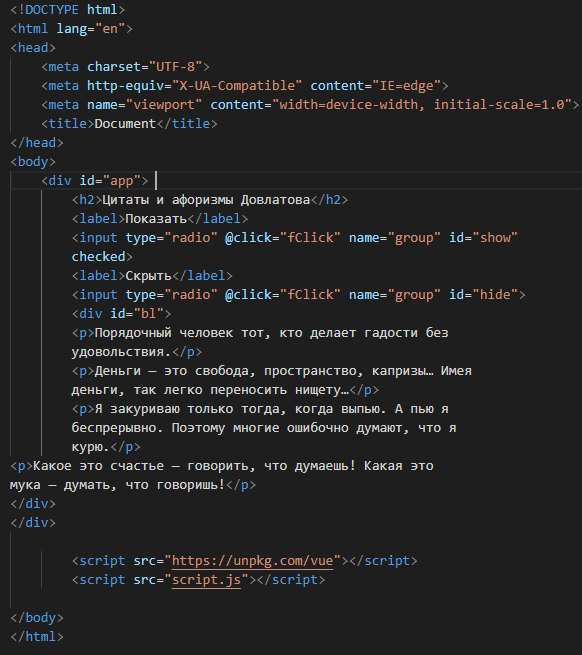 <!DOCTYPE html>
<html lang="en">
<head>
<meta charset="UTF-8">
<meta http-equiv="X-UA-Compatible" content="IE=edge">
<meta name="viewport" content="width=device-width, initial-scale=1.0">
<title>Document</title>
</head>
<body>
<div id="app">
<h2>Цитаты и афоризмы Довлатова</h2>
<label>Показать</label>
<input type="radio" @click="fClick" name="group" id="show"
checked>
<label>Скрыть</label>
<input type="radio" @click="fClick" name="group" id="hide">
<div id="bl">
<p>Порядочный человек тот, кто делает гадости без
удовольствия.</p>
<p>Деньги — это свобода, пространство, капризы… Имея
деньги, так легко переносить нищету…</p>
<p>Я закуриваю только тогда, когда выпью. А пью я
беспрерывно. Поэтому многие ошибочно думают, что я
курю.</p>
<p>Какое это счастье — говорить, что думаешь! Какая это
мука — думать, что говоришь!</p>
</div>
</div>
<script src="https://unpkg.com/vue"></script>
<script src="script.js"></script>
</body>
</html>